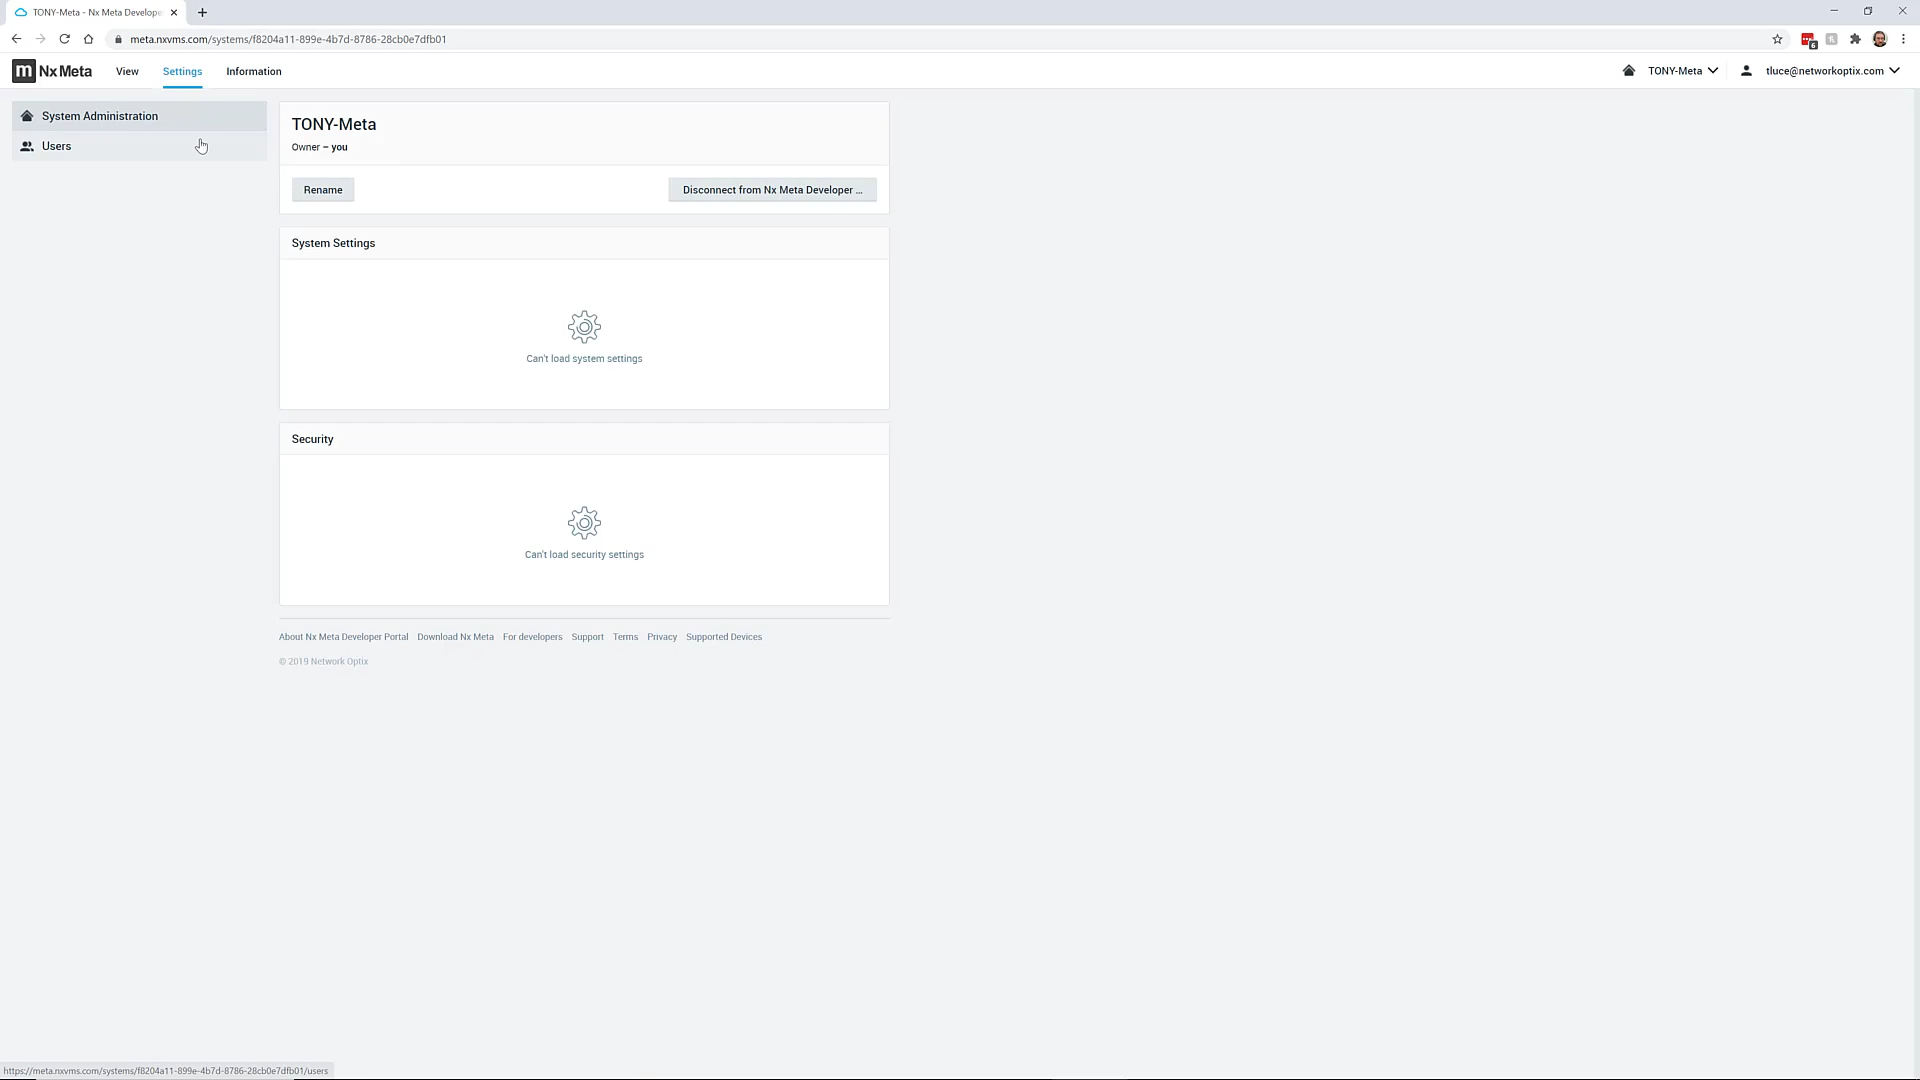 TONY-Meta - Nx Meta Develope
meta.nxvms.com/systems/f8204a11-899e-4b7d-8786-28cb0e7dfb01
6
m Nx Meta
View
Settings
Information
TONY-Meta
tluce@networkoptix.com
System Administration
Users
TONY-Meta
Owner – you
Rename
Disconnect from Nx Meta Developer ...
System Settings
Can't load system settings
Security
Can't load security settings
About Nx Meta Developer Portal Download Nx Meta For developers Support Terms Privacy Supported Devices
© 2019 Network Optix
https://meta.nxvms.com/systems/f8204a11-899e-4b7d-8786-28cb0e7dfb01/users